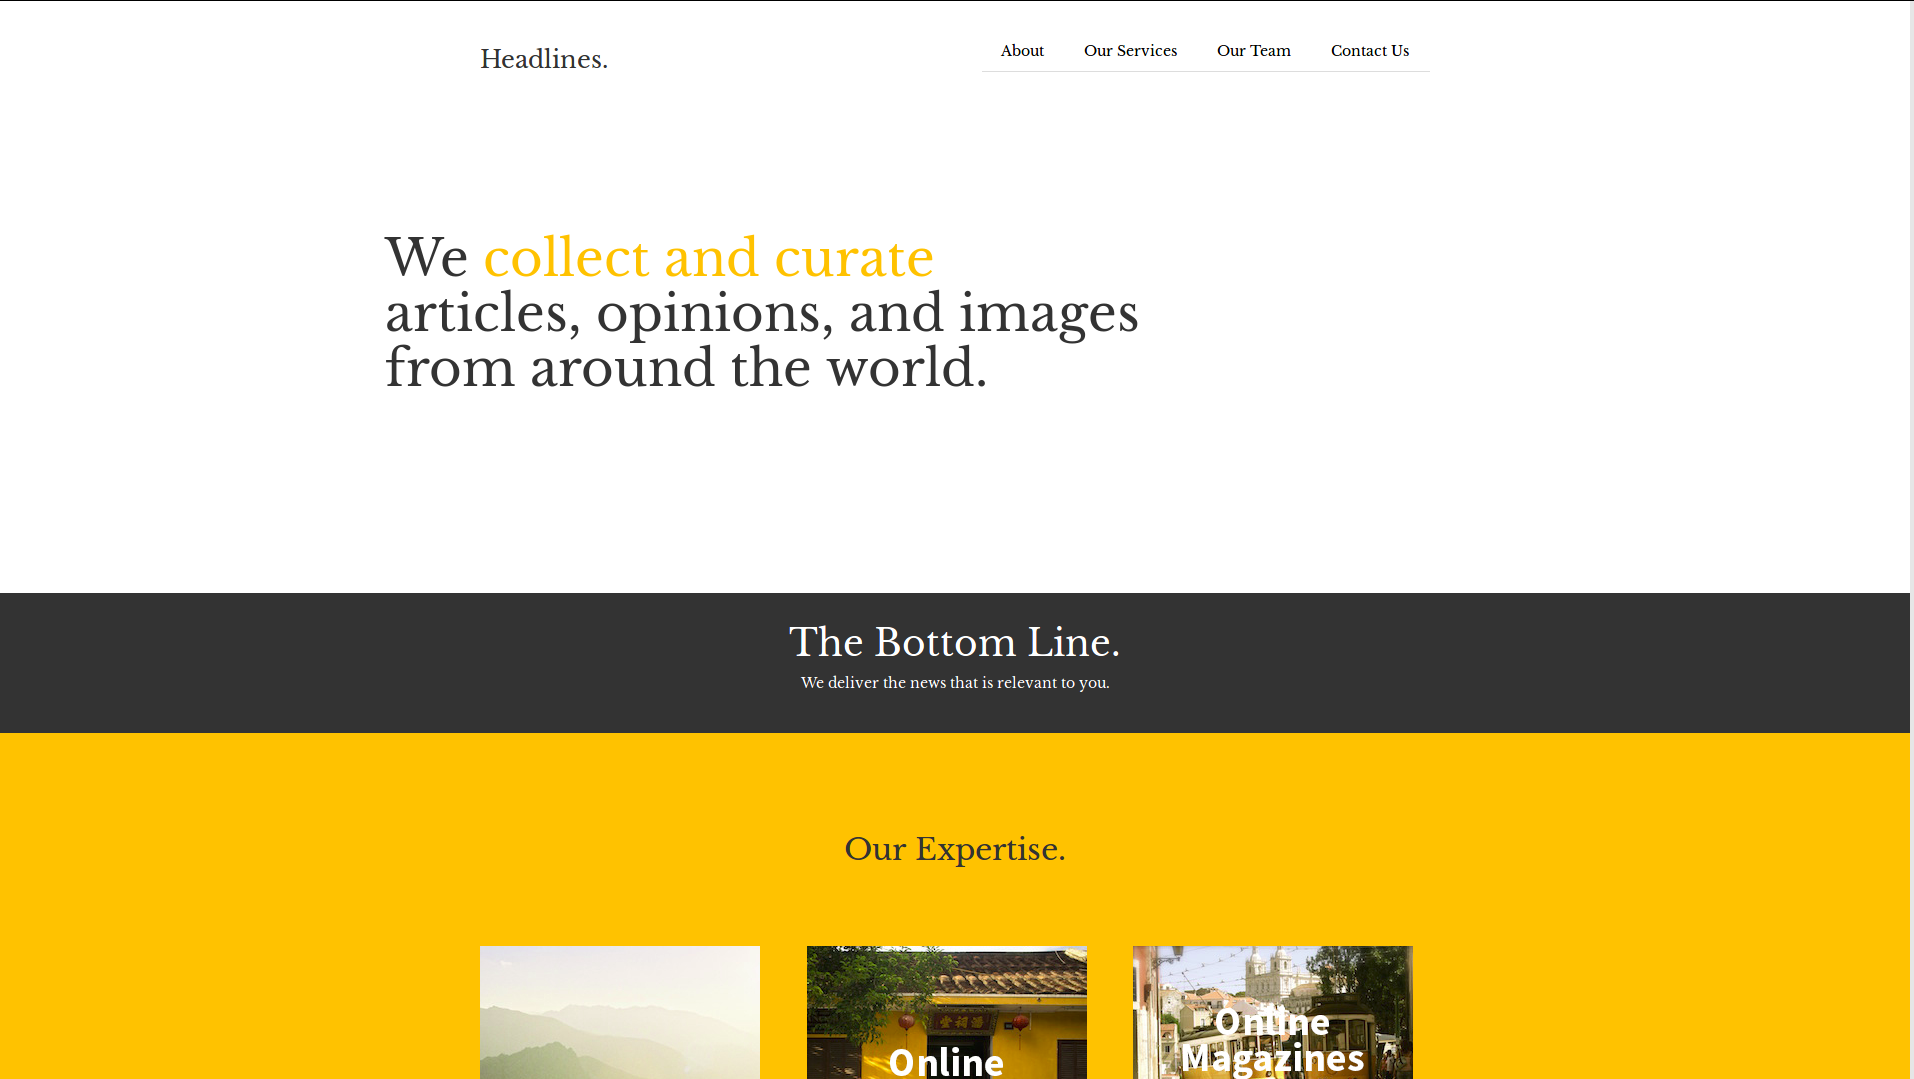 Headlines.
About
Our Services
Our Team
Contact Us
We collect and curate
articles, opinions, and images
from around the world.
The Bottom Line.
We deliver the news that is relevant to you.
Our Expertise.
Online
Online
Magazines